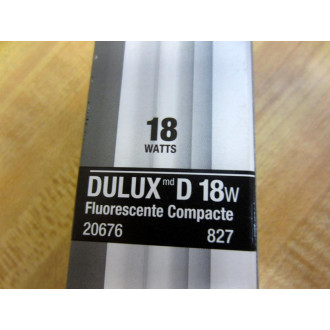 18
WATTS
DULUX md D 18W
Fluorescente Compacte
20676 827